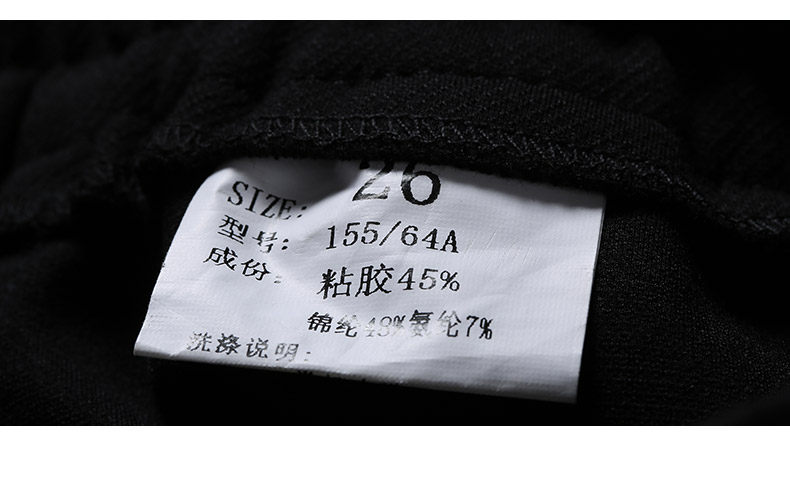 SIZE: 26
型号: 155/64A
成份: 粘胶45%
锦纶48%氨纶7%
洗涤说明: